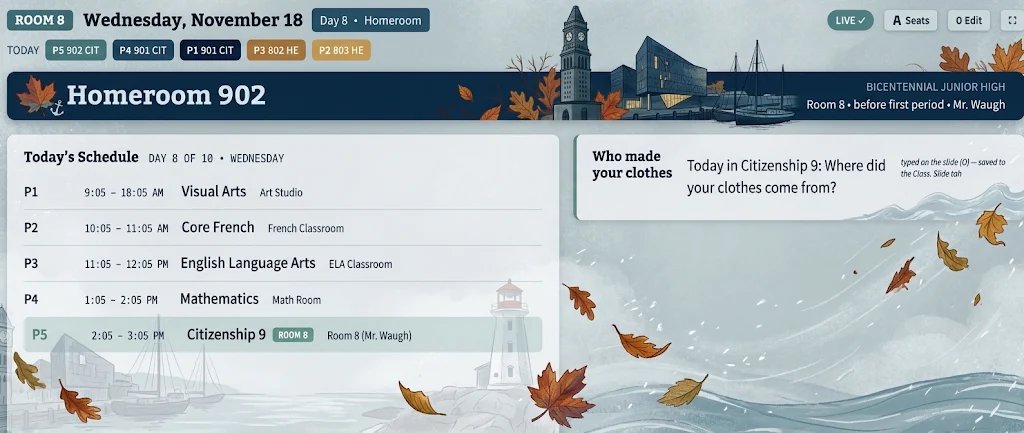 ROOM 8 Wednesday, November 18 Day 8 • Homeroom LIVE ✓ A Seats 0 Edit
TODAY P5 902 CIT P4 901 CIT P1 901 CIT P3 802 HE P2 803 HE
Homeroom 902
BICENTENNIAL JUNIOR HIGH
Room 8 • before first period • Mr. Waugh
Today's Schedule DAY 8 OF 10 • WEDNESDAY
P1 9:05 – 18:05 AM Visual Arts Art Studio
P2 10:05 – 11:05 AM Core French French Classroom
P3 11:05 – 12:05 PM English Language Arts ELA Classroom
P4 1:05 – 2:05 PM Mathematics Math Room
P5 2:05 – 3:05 PM Citizenship 9 ROOM 8 Room 8 (Mr. Waugh)
Who made
your clothes
Today in Citizenship 9: Where did
your clothes come from?
typed on the slide (O) — saved to
the Class. Slide tah